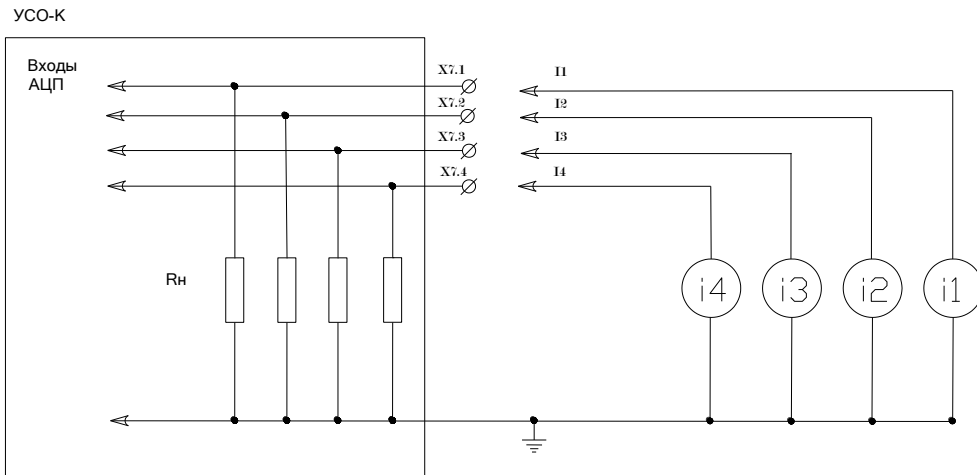 УСО-К
Входы
АЦП
X7.1
I1
X7.2
I2
X7.3
I3
X7.4
I4
Rн
i4
i3
i2
i1